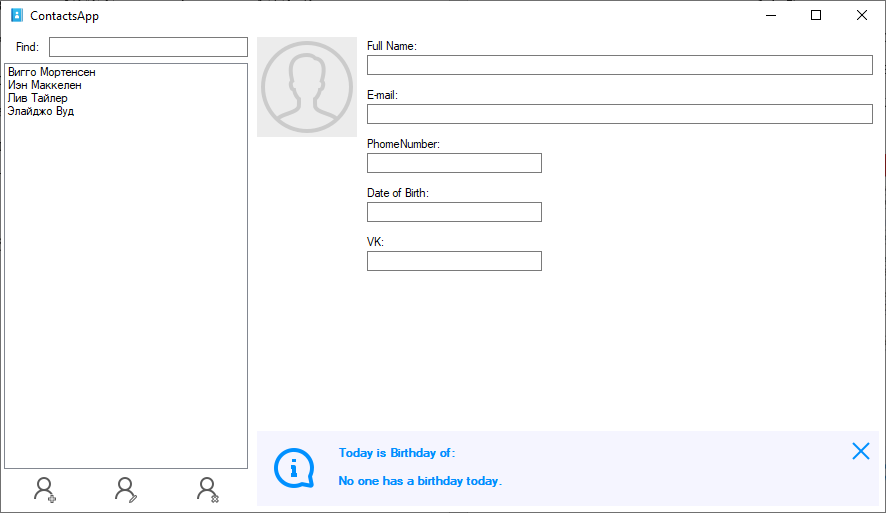 ContactsApp
Find:
Вигго Мортенсен
Иэн Маккелен
Лив Тайлер
Элайджо Вуд
Full Name:
E-mail:
PhomeNumber:
Date of Birth:
VK:
Today is Birthday of:
No one has a birthday today.